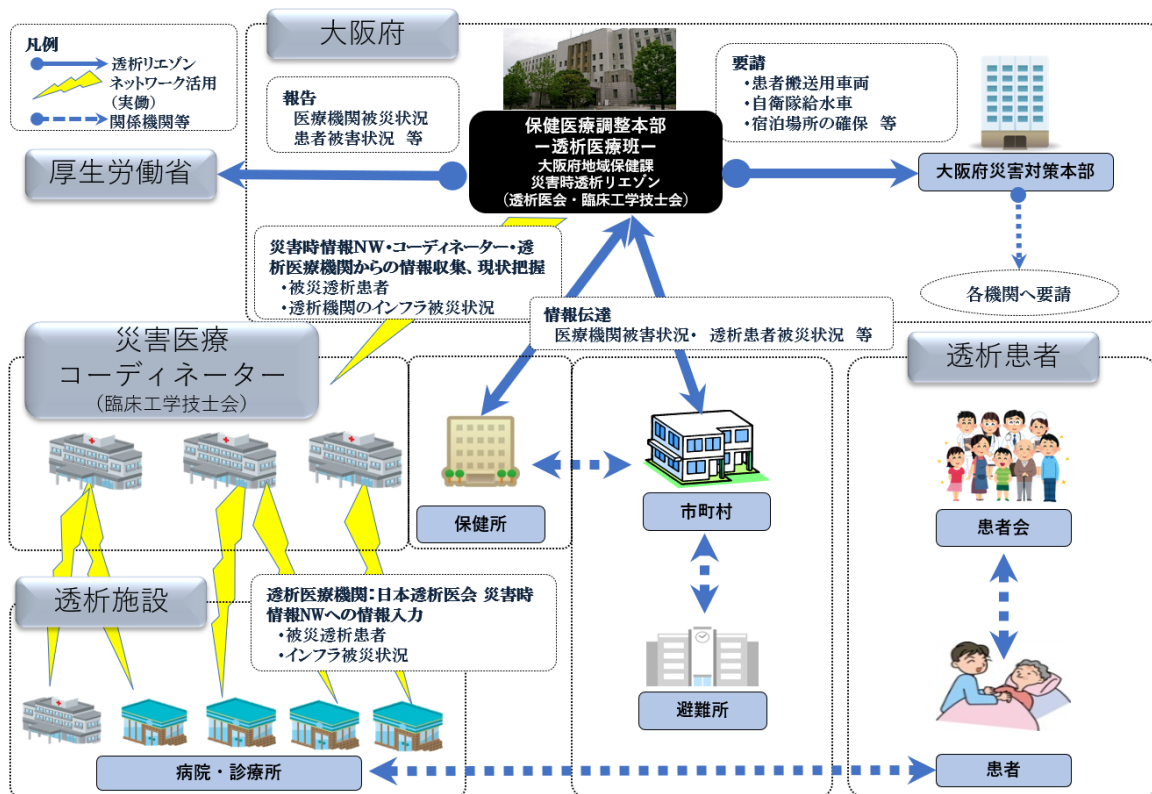 凡例
透析リエゾン
ネットワーク活用
(実働)
関係機関等
大阪府
報告
医療機関被災状況
患者被害状況 等
要請
・患者搬送用車両
・自衛隊給水車
・宿泊場所の確保 等
厚生労働省
保健医療調整本部
ー透析医療班ー
大阪府地域保健課
災害時透析リエゾン
(透析医会・臨床工学技士会)
大阪府災害対策本部
各機関へ要請
災害時情報NW・コーディネーター・透
析医療機関からの情報収集、現状把握
・被災透析患者
・透析機関のインフラ被災状況
情報伝達
医療機関被害状況・ 透析患者被災状況 等
災害医療
コーディネーター
(臨床工学技士会)
保健所
市町村
透析患者
患者会
透析施設
透析医療機関：日本透析医会 災害時
情報NWへの情報入力
・被災透析患者
・インフラ被災状況
避難所
病院・診療所
患者